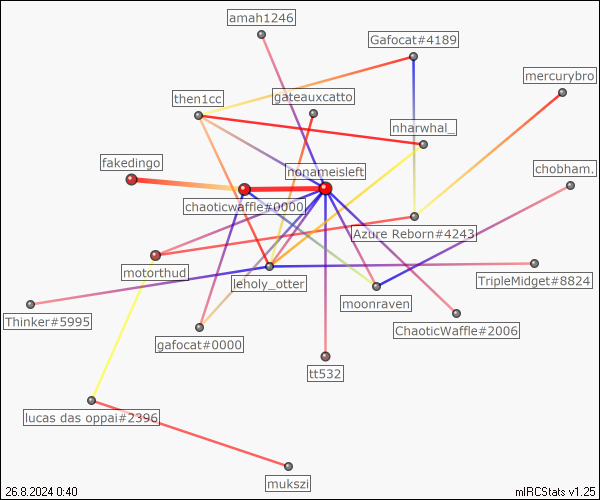 amah1246
Gafocat#4189
mercurybro
then1cc
gateauxcatto
nharwhal_
fakedingo
nonameisleft
chobham.
chaoticwaffle#0000
Azure Reborn#4243
motorthud
leholy_otter
TripleMidget#8824
moonraven
Thinker#5995
ChaoticWaffle#2006
gafocat#0000
tt532
lucas das oppai#2396
mukszi
26.8.2024 0:40
mIRCStats v1.25